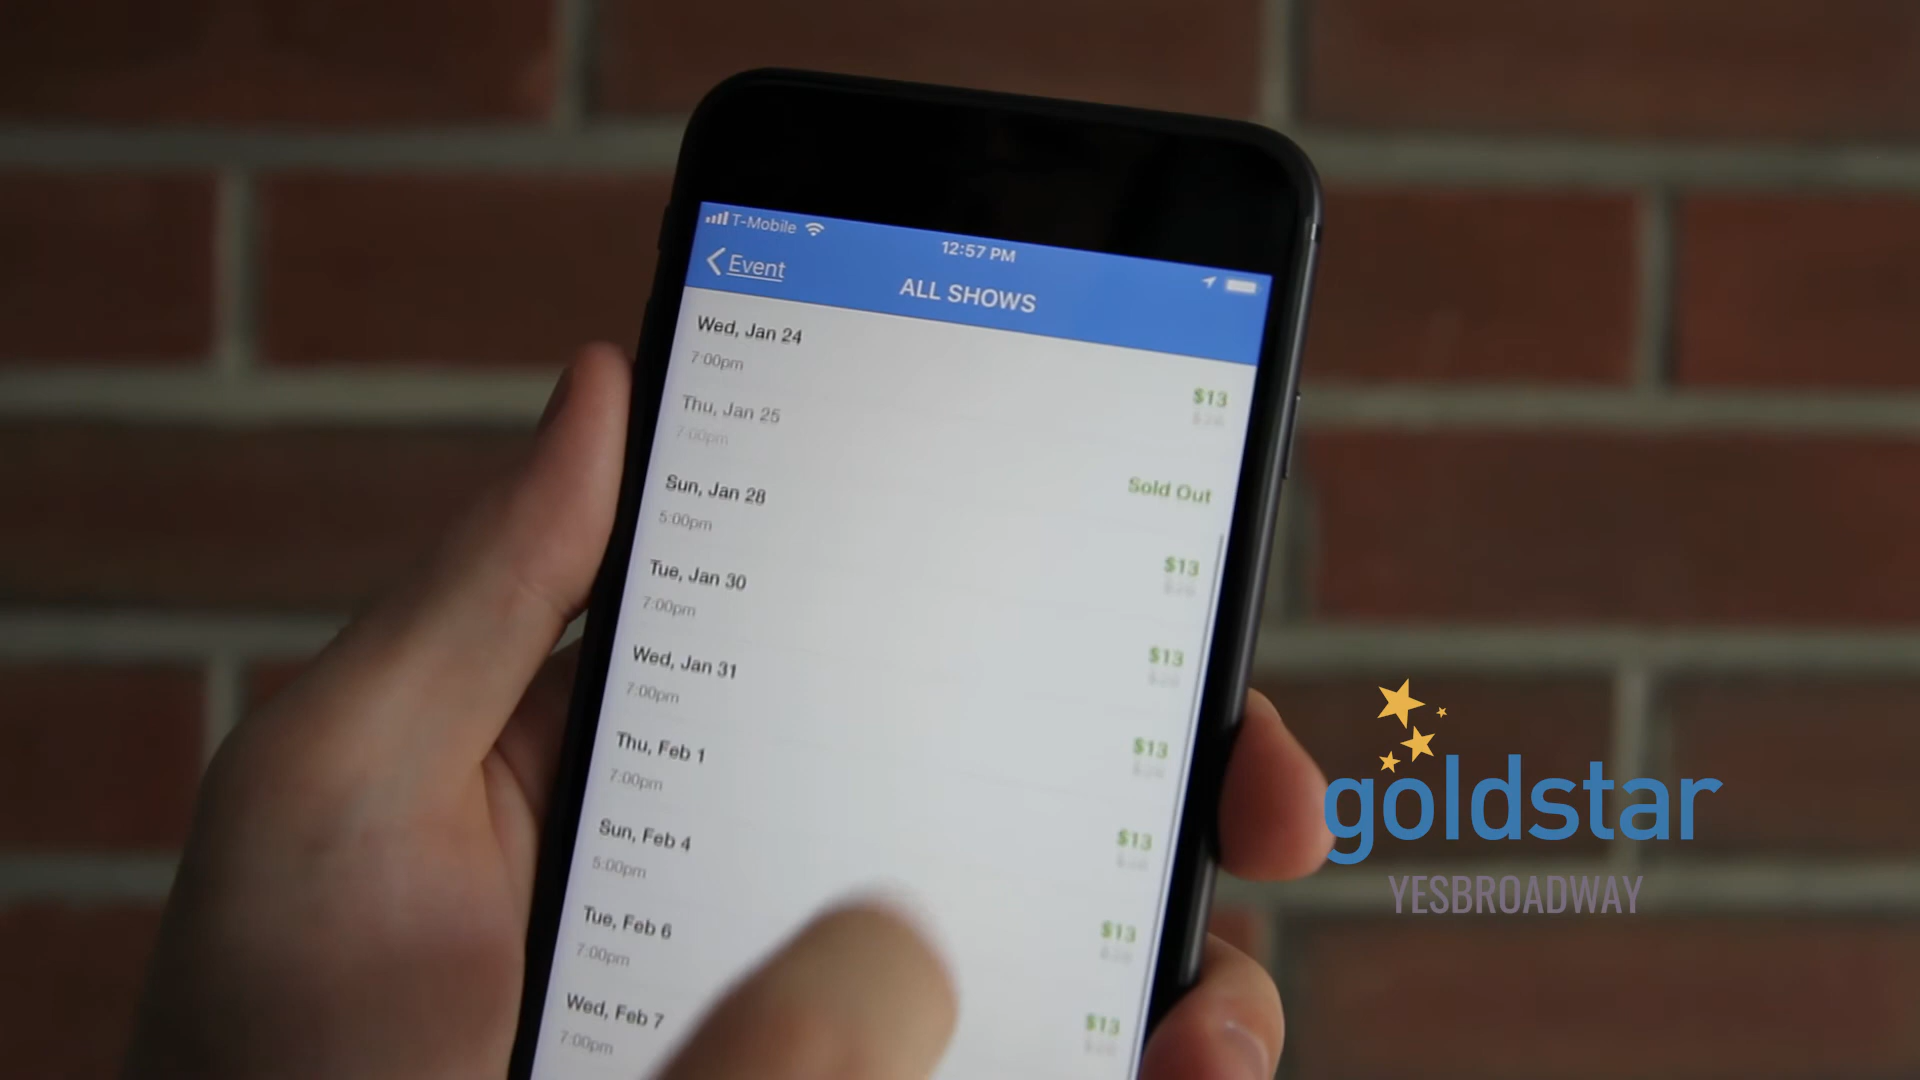 T-Mobile
12:57 PM
Event
ALL SHOWS
Wed, Jan 24
7:00pm
$13
Thu, Jan 25
7:00pm
Sold Out
Sun, Jan 28
5:00pm
$13
Tue, Jan 30
7:00pm
$13
Wed, Jan 31
7:00pm
$13
Thu, Feb 1
7:00pm
$13
Sun, Feb 4
5:00pm
$13
Tue, Feb 6
7:00pm
$13
Wed, Feb 7
7:00pm
goldstar
YESBROADWAY